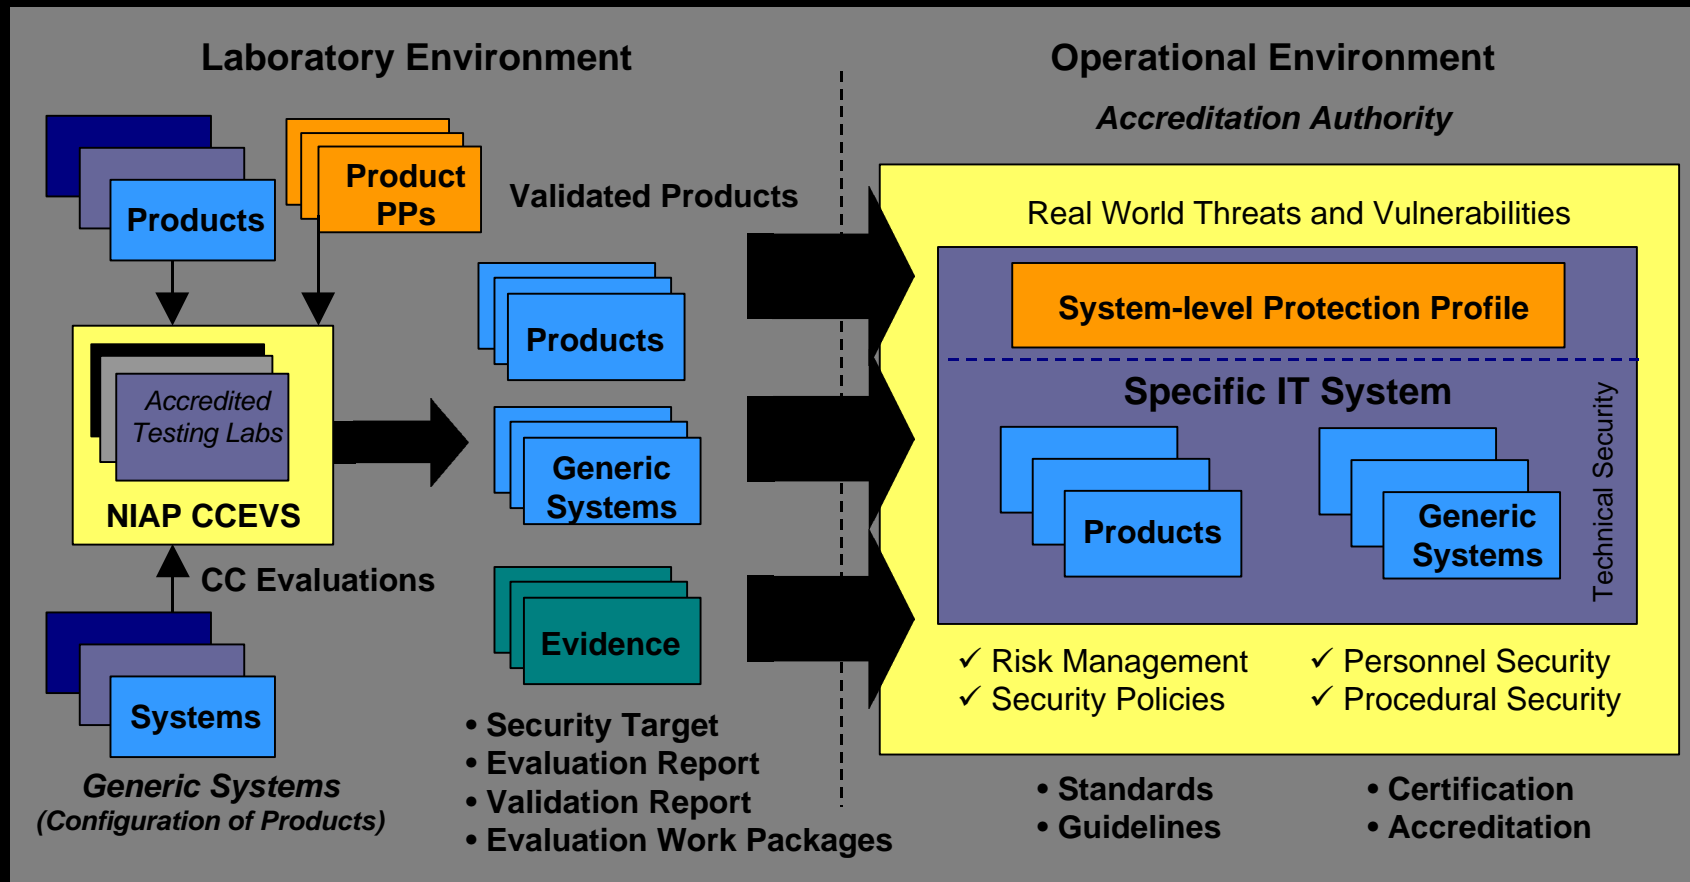 Laboratory Environment
Products
Product
PPs
Accredited
Testing Labs
NIAP CCEVS
CC Evaluations
Systems
Generic Systems
(Configuration of Products)
Validated Products
Products
Generic
Systems
Evidence
• Security Target
• Evaluation Report
• Validation Report
• Evaluation Work Packages
Operational Environment
Accreditation Authority
Real World Threats and Vulnerabilities
System-level Protection Profile
Specific IT System
Products
Generic
Systems
Technical Security
✓ Risk Management
✓ Security Policies
✓ Personnel Security
✓ Procedural Security
• Standards
• Guidelines
• Certification
• Accreditation